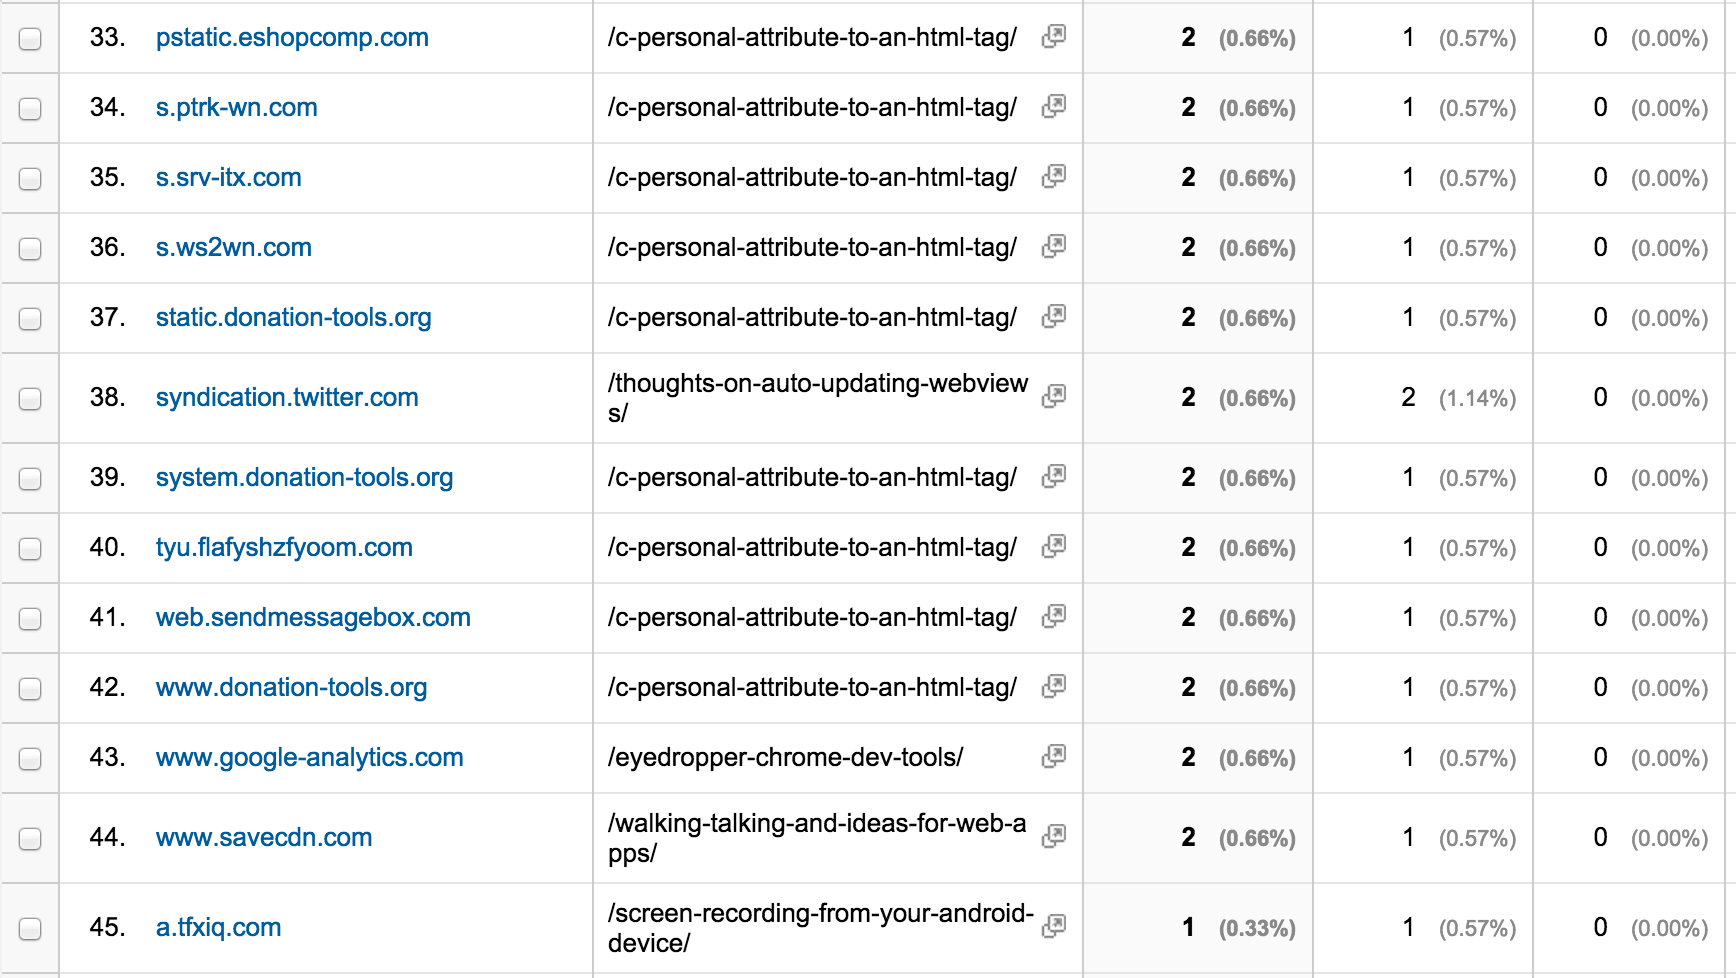 33. pstatic.eshopcomp.com /c-personal-attribute-to-an-html-tag/ 2 (0.66%) 1 (0.57%) 0 (0.00%)
34. s.ptrk-wn.com /c-personal-attribute-to-an-html-tag/ 2 (0.66%) 1 (0.57%) 0 (0.00%)
35. s.srv-itx.com /c-personal-attribute-to-an-html-tag/ 2 (0.66%) 1 (0.57%) 0 (0.00%)
36. s.ws2wn.com /c-personal-attribute-to-an-html-tag/ 2 (0.66%) 1 (0.57%) 0 (0.00%)
37. static.donation-tools.org /c-personal-attribute-to-an-html-tag/ 2 (0.66%) 1 (0.57%) 0 (0.00%)
38. syndication.twitter.com /thoughts-on-auto-updating-webview
s/ 2 (0.66%) 2 (1.14%) 0 (0.00%)
39. system.donation-tools.org /c-personal-attribute-to-an-html-tag/ 2 (0.66%) 1 (0.57%) 0 (0.00%)
40. tyu.flafyshzfyoom.com /c-personal-attribute-to-an-html-tag/ 2 (0.66%) 1 (0.57%) 0 (0.00%)
41. web.sendmessagebox.com /c-personal-attribute-to-an-html-tag/ 2 (0.66%) 1 (0.57%) 0 (0.00%)
42. www.donation-tools.org /c-personal-attribute-to-an-html-tag/ 2 (0.66%) 1 (0.57%) 0 (0.00%)
43. www.google-analytics.com /eyedropper-chrome-dev-tools/ 2 (0.66%) 1 (0.57%) 0 (0.00%)
44. www.savecdn.com /walking-talking-and-ideas-for-web-a
pps/ 2 (0.66%) 1 (0.57%) 0 (0.00%)
45. a.tfxiq.com /screen-recording-from-your-android-
device/ 1 (0.33%) 1 (0.57%) 0 (0.00%)